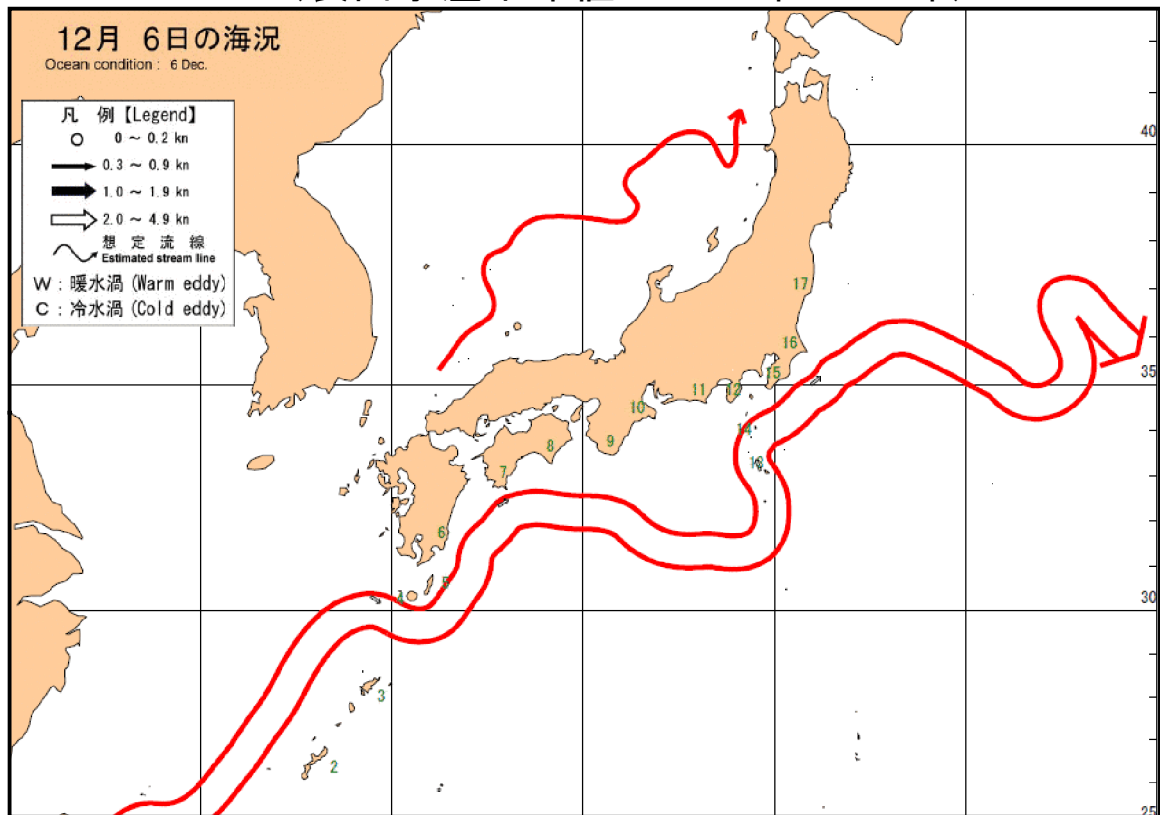 12月 6日の海況
Ocean condition : 6 Dec.
凡 例【Legend】
0 ～ 0.2 kn
0.3 ～ 0.9 kn
1.0 ～ 1.9 kn
2.0 ～ 4.9 kn
想 定 流 線
Estimated stream line
W : 暖水渦 (Warm eddy)
C : 冷水渦 (Cold eddy)
40
17
16
35
15
11
12
10
14
9
8
13
7
6
5
4
30
3
2
25